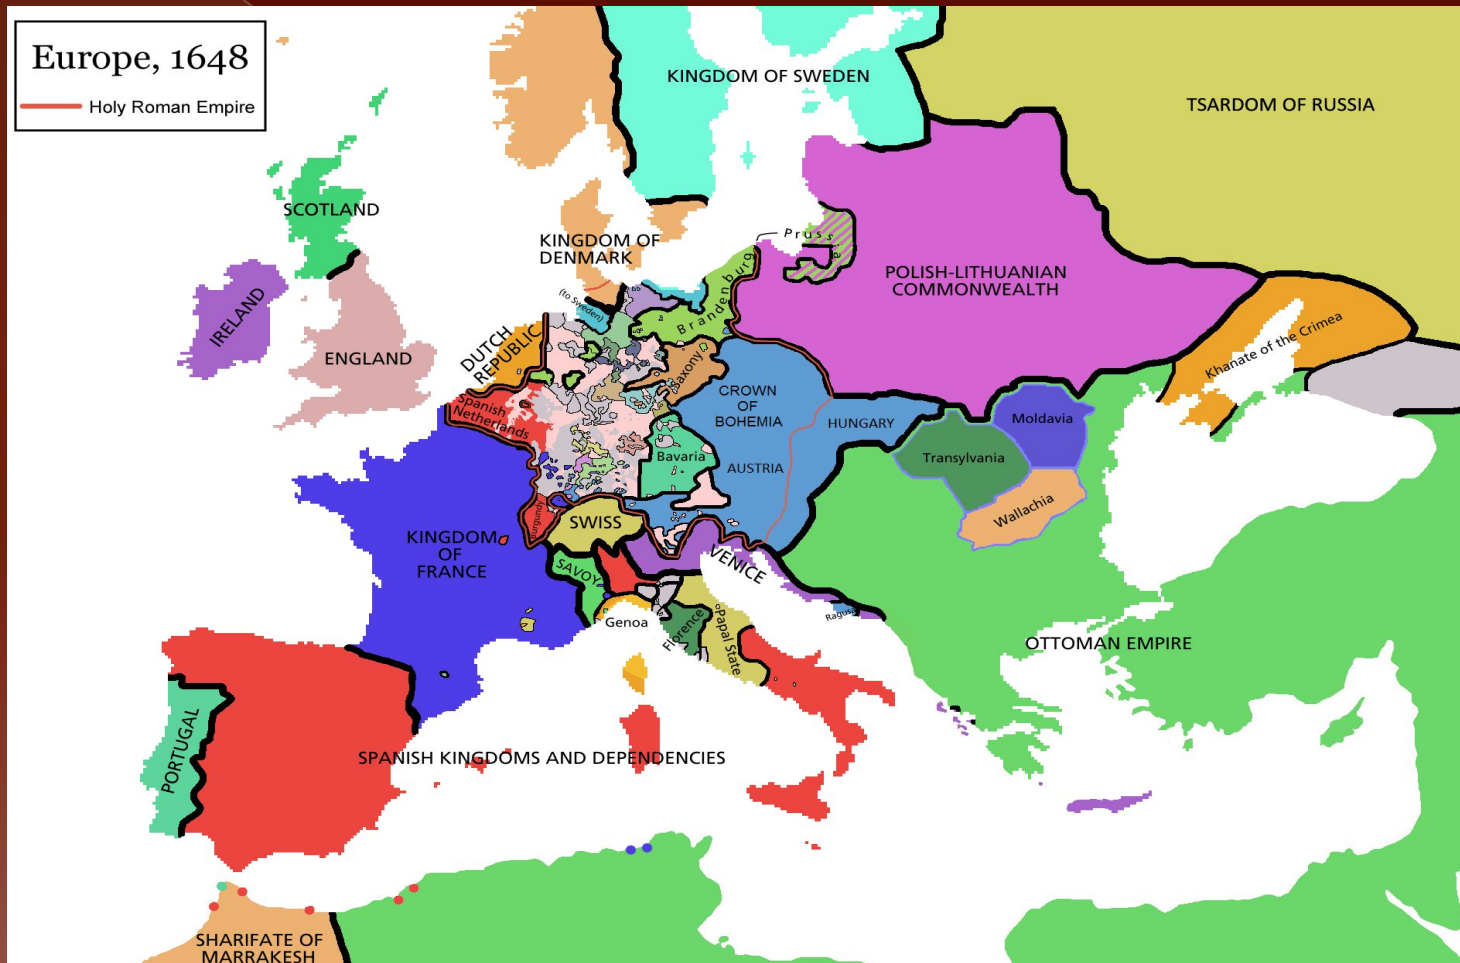 Europe, 1648
Holy Roman Empire
KINGDOM OF SWEDEN
TSARDOM OF RUSSIA
SCOTLAND
KINGDOM OF
DENMARK
Prussia
POLISH-LITHUANIAN
COMMONWEALTH
IRELAND
(to Sweden)
Brandenburg
ENGLAND
DUTCH
REPUBLIC
Khanate of the Crimea
Saxony
CROWN
OF
BOHEMIA
Spanish
Netherlands
HUNGARY
Moldavia
Bavaria
AUSTRIA
Transylvania
Wallachia
Burgundy
SWISS
KINGDOM
OF
FRANCE
SAVOY
VENICE
Genoa
Florence
Papal State
Ragusa
OTTOMAN EMPIRE
PORTUGAL
SPANISH KINGDOMS AND DEPENDENCIES
SHARIFATE OF
MARRAKESH